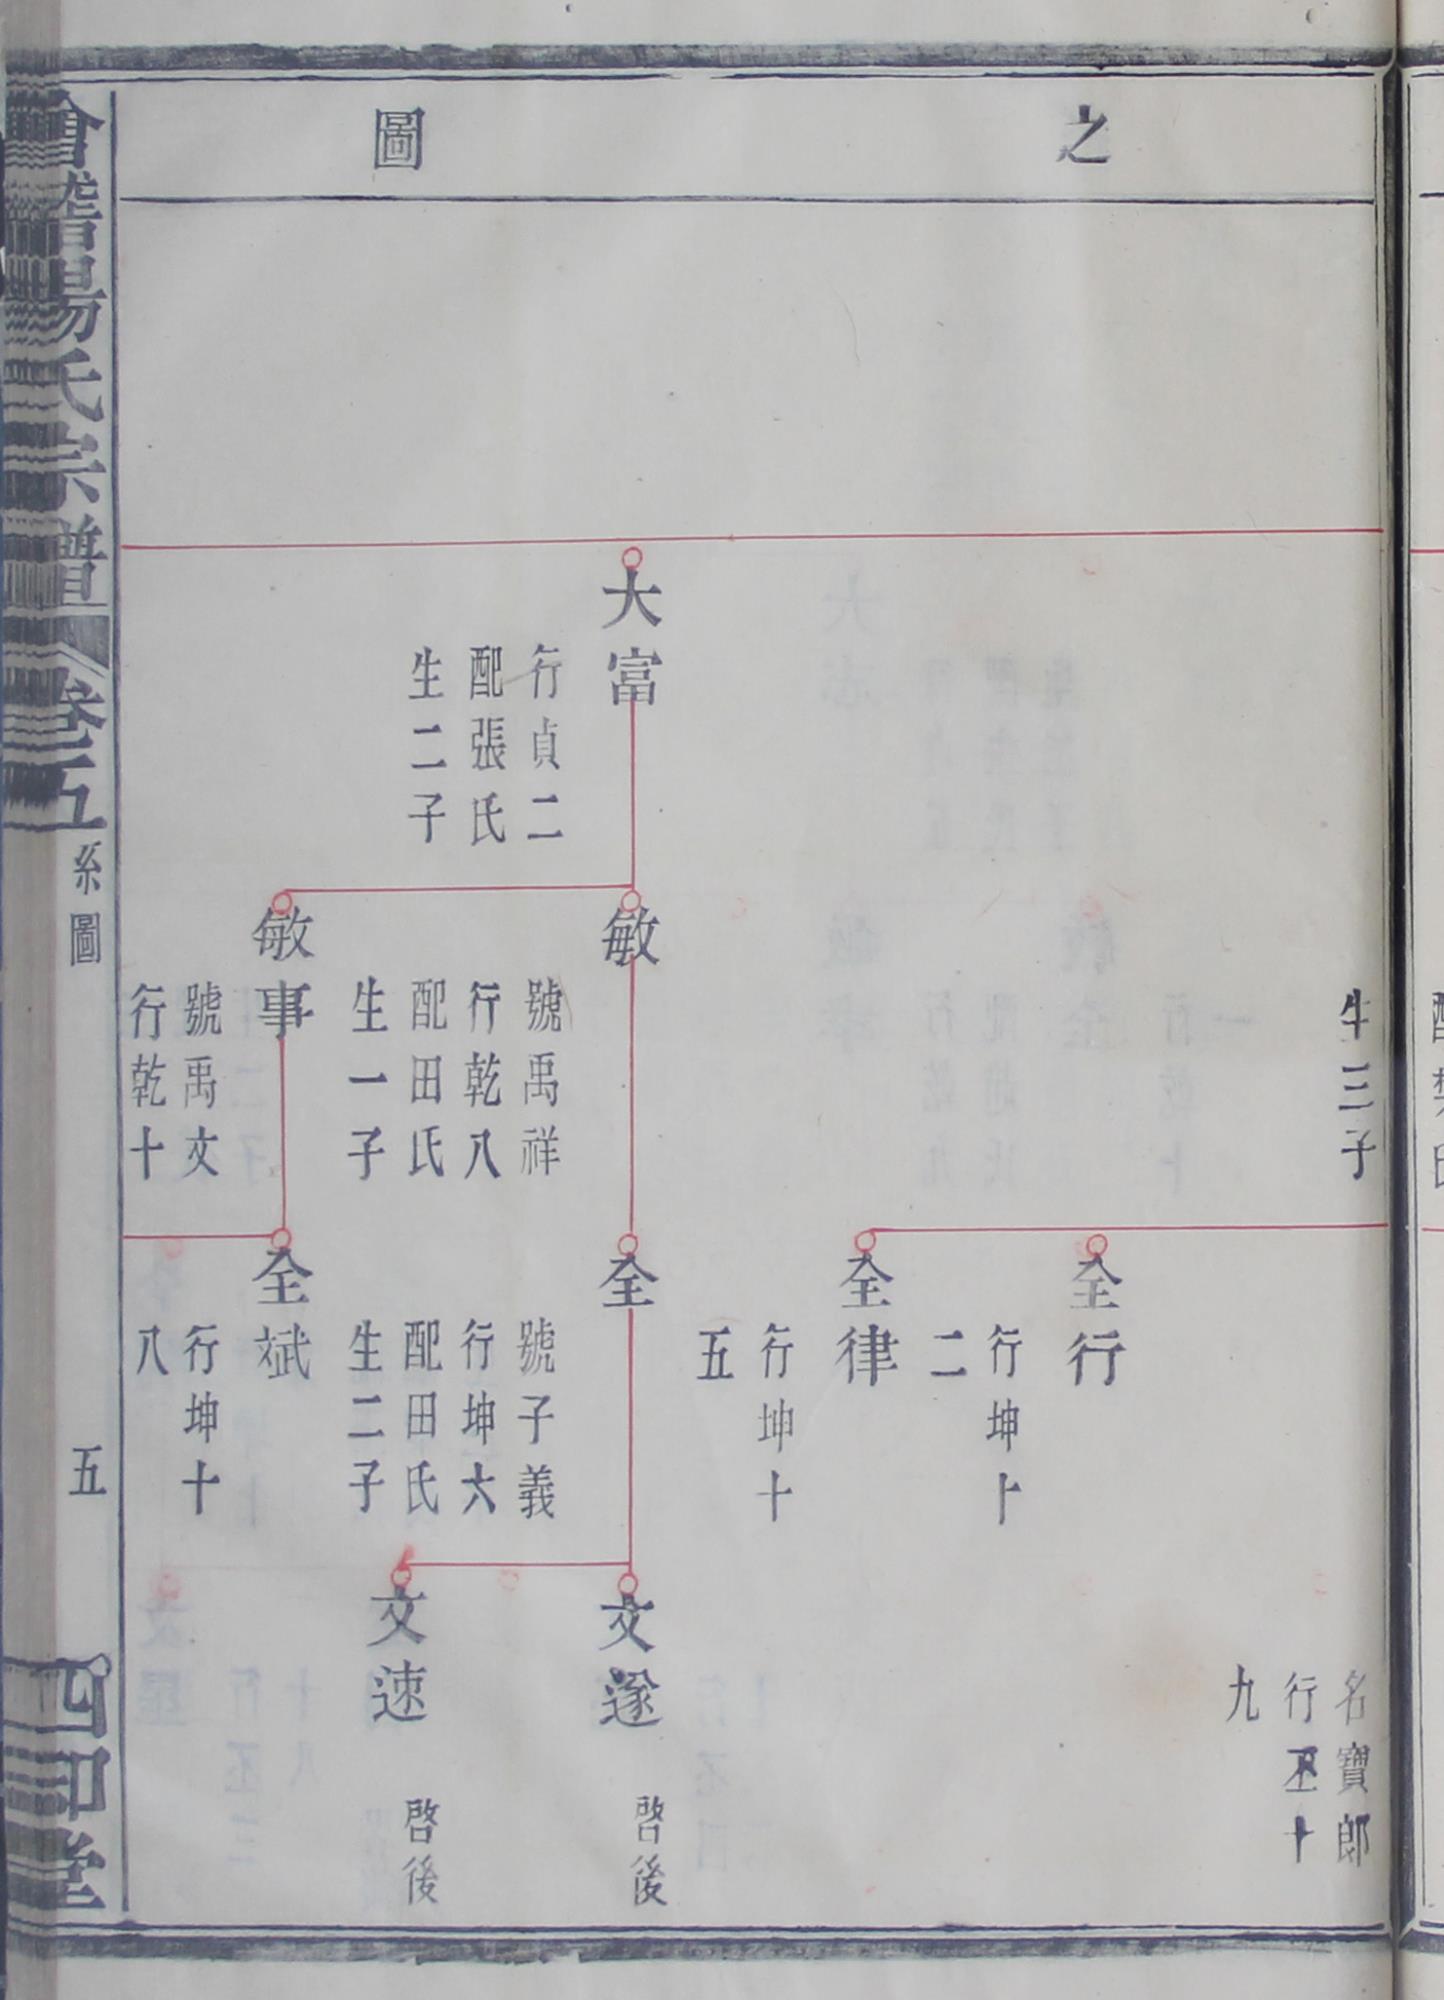 之
圖
生三子
名寶郎
行丕十
九
全行
行坤十
二
全律
行坤十
五
大富
行貞二
配張氏
生二子
敏
號禹祥
行乾八
配田氏
生一子
全
號子義
行坤六
配田氏
生二子
文邃
啓後
文速
啓後
敏事
號禹文
行乾十
全斌
行坤十
八
會稽楊氏宗譜
卷五
系圖
五
四知堂